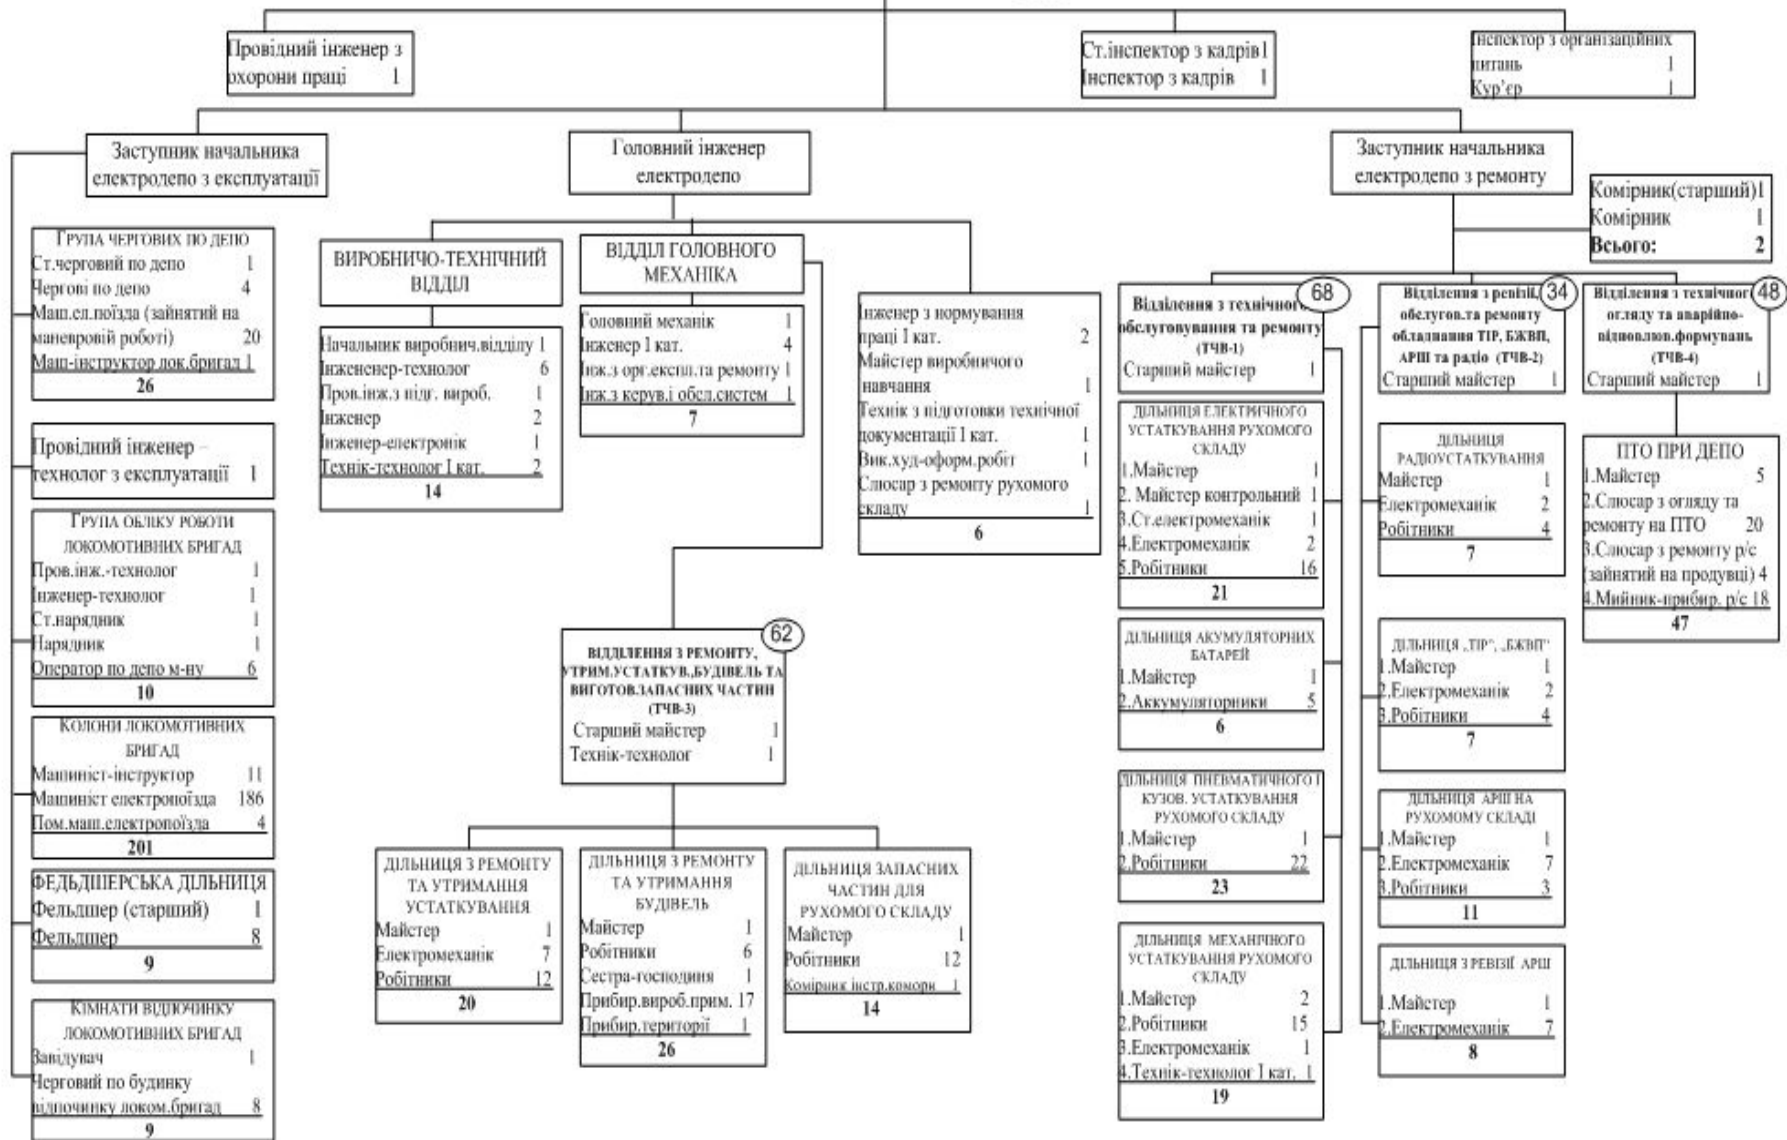 Провідний інженер з
охорони праці 1
Ст.інспектор з кадрів 1
Інспектор з кадрів 1
Інспектор з організаційних
питань 1
Кур’єр 1
Заступник начальника
електродепо з експлуатації
Головний інженер
електродепо
Заступник начальника
електродепо з ремонту
Комірник(старший) 1
Комірник 1
Всього: 2
ГРУПА ЧЕРГОВИХ ПО ДЕПО
Ст.черговий по депо 1
Чергові по депо 4
Маш.ел.поїзда (зайнятий на
маневровій роботі) 20
Маш-інструктор лок.бригад 1
26
Провідний інженер –
технолог з експлуатації 1
ГРУПА ОБЛІКУ РОБОТИ
ЛОКОМОТИВНИХ БРИГАД
Пров.інж.-технолог 1
Інженер-технолог 1
Ст.нарядник 1
Нарядник 1
Оператор по депо м-ну 6
10
КОЛОНИ ЛОКОМОТИВНИХ
БРИГАД
Машиніст-інструктор 11
Машиніст електропоїзда 186
Пом.маш.електропоїзда 4
201
ФЕДЬДШЕРСЬКА ДІЛЬНИЦЯ
Фельдшер (старший) 1
Фельдшер 8
9
КІМНАТИ ВІДПОЧИНКУ
ЛОКОМОТИВНИХ БРИГАД
Завідувач 1
Черговий по будинку
відпочинку локом.бригад 8
9
ВИРОБНИЧО-ТЕХНІЧНИЙ
ВІДДІЛ
Начальник виробнич.відділу 1
Інжененер-технолог 6
Пров.інж.з підг. вироб. 1
Інженер 2
Інженер-електронік 1
Технік-технолог І кат. 2
14
ВІДДІЛ ГОЛОВНОГО
МЕХАНІКА
Головний механік 1
Інженер І кат. 4
Інж.з орг.експл.та ремонту 1
Інж.з керув.і обсл.систем 1
7
Інженер з нормування
праці І кат. 2
Майстер виробничого
навчання 1
Технік з підготовки технічної
документації І кат. 1
Вик.худ-оформ.робіт 1
Слюсар з ремонту рухомого
складу 1
6
62
ВІДДІЛЕННЯ З РЕМОНТУ,
УТРИМ.УСТАТКУВ.,БУДІВЕЛЬ ТА
ВИГОТОВ.ЗАПАСНИХ ЧАСТИН
(ТЧВ-3)
Старший майстер 1
Технік-технолог 1
ДІЛЬНИЦЯ З РЕМОНТУ
ТА УТРИМАННЯ
УСТАТКУВАННЯ
Майстер 1
Електромеханік 7
Робітники 12
20
ДІЛЬНИЦЯ З РЕМОНТУ
ТА УТРИМАННЯ
БУДІВЕЛЬ
Майстер 1
Робітники 6
Сестра-господиня 1
Прибир.вироб.прим. 17
Прибир.території 1
26
ДІЛЬНИЦЯ ЗАПАСНИХ
ЧАСТИН ДЛЯ
РУХОМОГО СКЛАДУ
Майстер 1
Робітники 12
Комірник інстр.комори 1
14
68
Відділення з технічного
обслуговування та ремонту
(ТЧВ-1)
Старший майстер 1
ДІЛЬНИЦЯ ЕЛЕКТРИЧНОГО
УСТАТКУВАННЯ РУХОМОГО
СКЛАДУ
1.Майстер 1
2. Майстер контрольний 1
3.Ст.електромеханік 1
4.Електромеханік 2
5.Робітники 16
21
ДІЛЬНИЦЯ АКУМУЛЯТОРНИХ
БАТАРЕЙ
1.Майстер 1
2.Аккумуляторники 5
6
ДІЛЬНИЦЯ ПНЕВМАТИЧНОГО І
КУЗОВ. УСТАТКУВАННЯ
РУХОМОГО СКЛАДУ
1.Майстер 1
2.Робітники 22
23
ДІЛЬНИЦЯ МЕХАНІЧНОГО
УСТАТКУВАННЯ РУХОМОГО
СКЛАДУ
1.Майстер 2
2.Робітники 15
3.Електромеханік 1
4.Технік-технолог І кат. 1
19
34
Відділення з ревізії,
обслугов.та ремонту
обладнання ТІР, БЖВП,
АРШ та радіо (ТЧВ-2)
Старший майстер 1
ДІЛЬНИЦЯ
РАДІОУСТАТКУВАННЯ
Майстер 1
Електромеханік 2
Робітники 4
7
ДІЛЬНИЦЯ „ТІР”, „БЖВП”
1.Майстер 1
2.Електромеханік 2
3.Робітники 4
7
ДІЛЬНИЦЯ АРШ НА
РУХОМОМУ СКЛАДІ
1.Майстер 1
2.Електромеханік 7
3.Робітники 3
11
ДІЛЬНИЦЯ З РЕВІЗІЇ АРШ
1.Майстер 1
2.Електромеханік 7
8
48
Відділення з технічного
огляду та аварійно-
відновлюв.формувань
(ТЧВ-4)
Старший майстер 1
ПТО ПРИ ДЕПО
1.Майстер 5
2.Слюсар з огляду та
ремонту на ПТО 20
3.Слюсар з ремонту р/с
(зайнятий на продувці) 4
4.Мийник-прибир. р/с 18
47